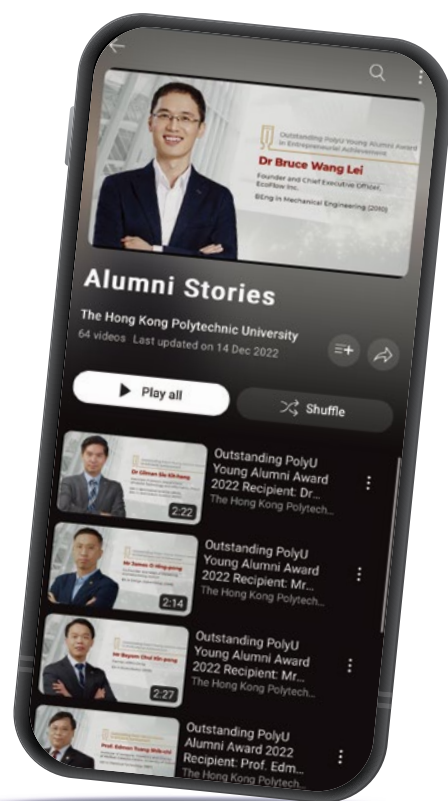 Outstanding PolyU Young Alumni Award
in Entrepreneurial Achievement
Dr Bruce Wang Lei
Founder and Chief Executive Officer,
EcoFlow Inc.
BEng in Mechanical Engineering (2010)
Alumni Stories
The Hong Kong Polytechnic University
64 videos Last updated on 14 Dec 2022
Play all
Shuffle
2:22
Outstanding PolyU
Young Alumni Award
2022 Recipient: Dr...
The Hong Kong Polytech...
2:14
Outstanding PolyU
Young Alumni Award
2022 Recipient: Mr...
The Hong Kong Polytech...
2:27
Outstanding PolyU
Young Alumni Award
2022 Recipient: Mr...
The Hong Kong Polytech...
Outstanding PolyU
Alumni Award 2022
Recipient: Prof. Edm...
The Hong Kong Polytech...